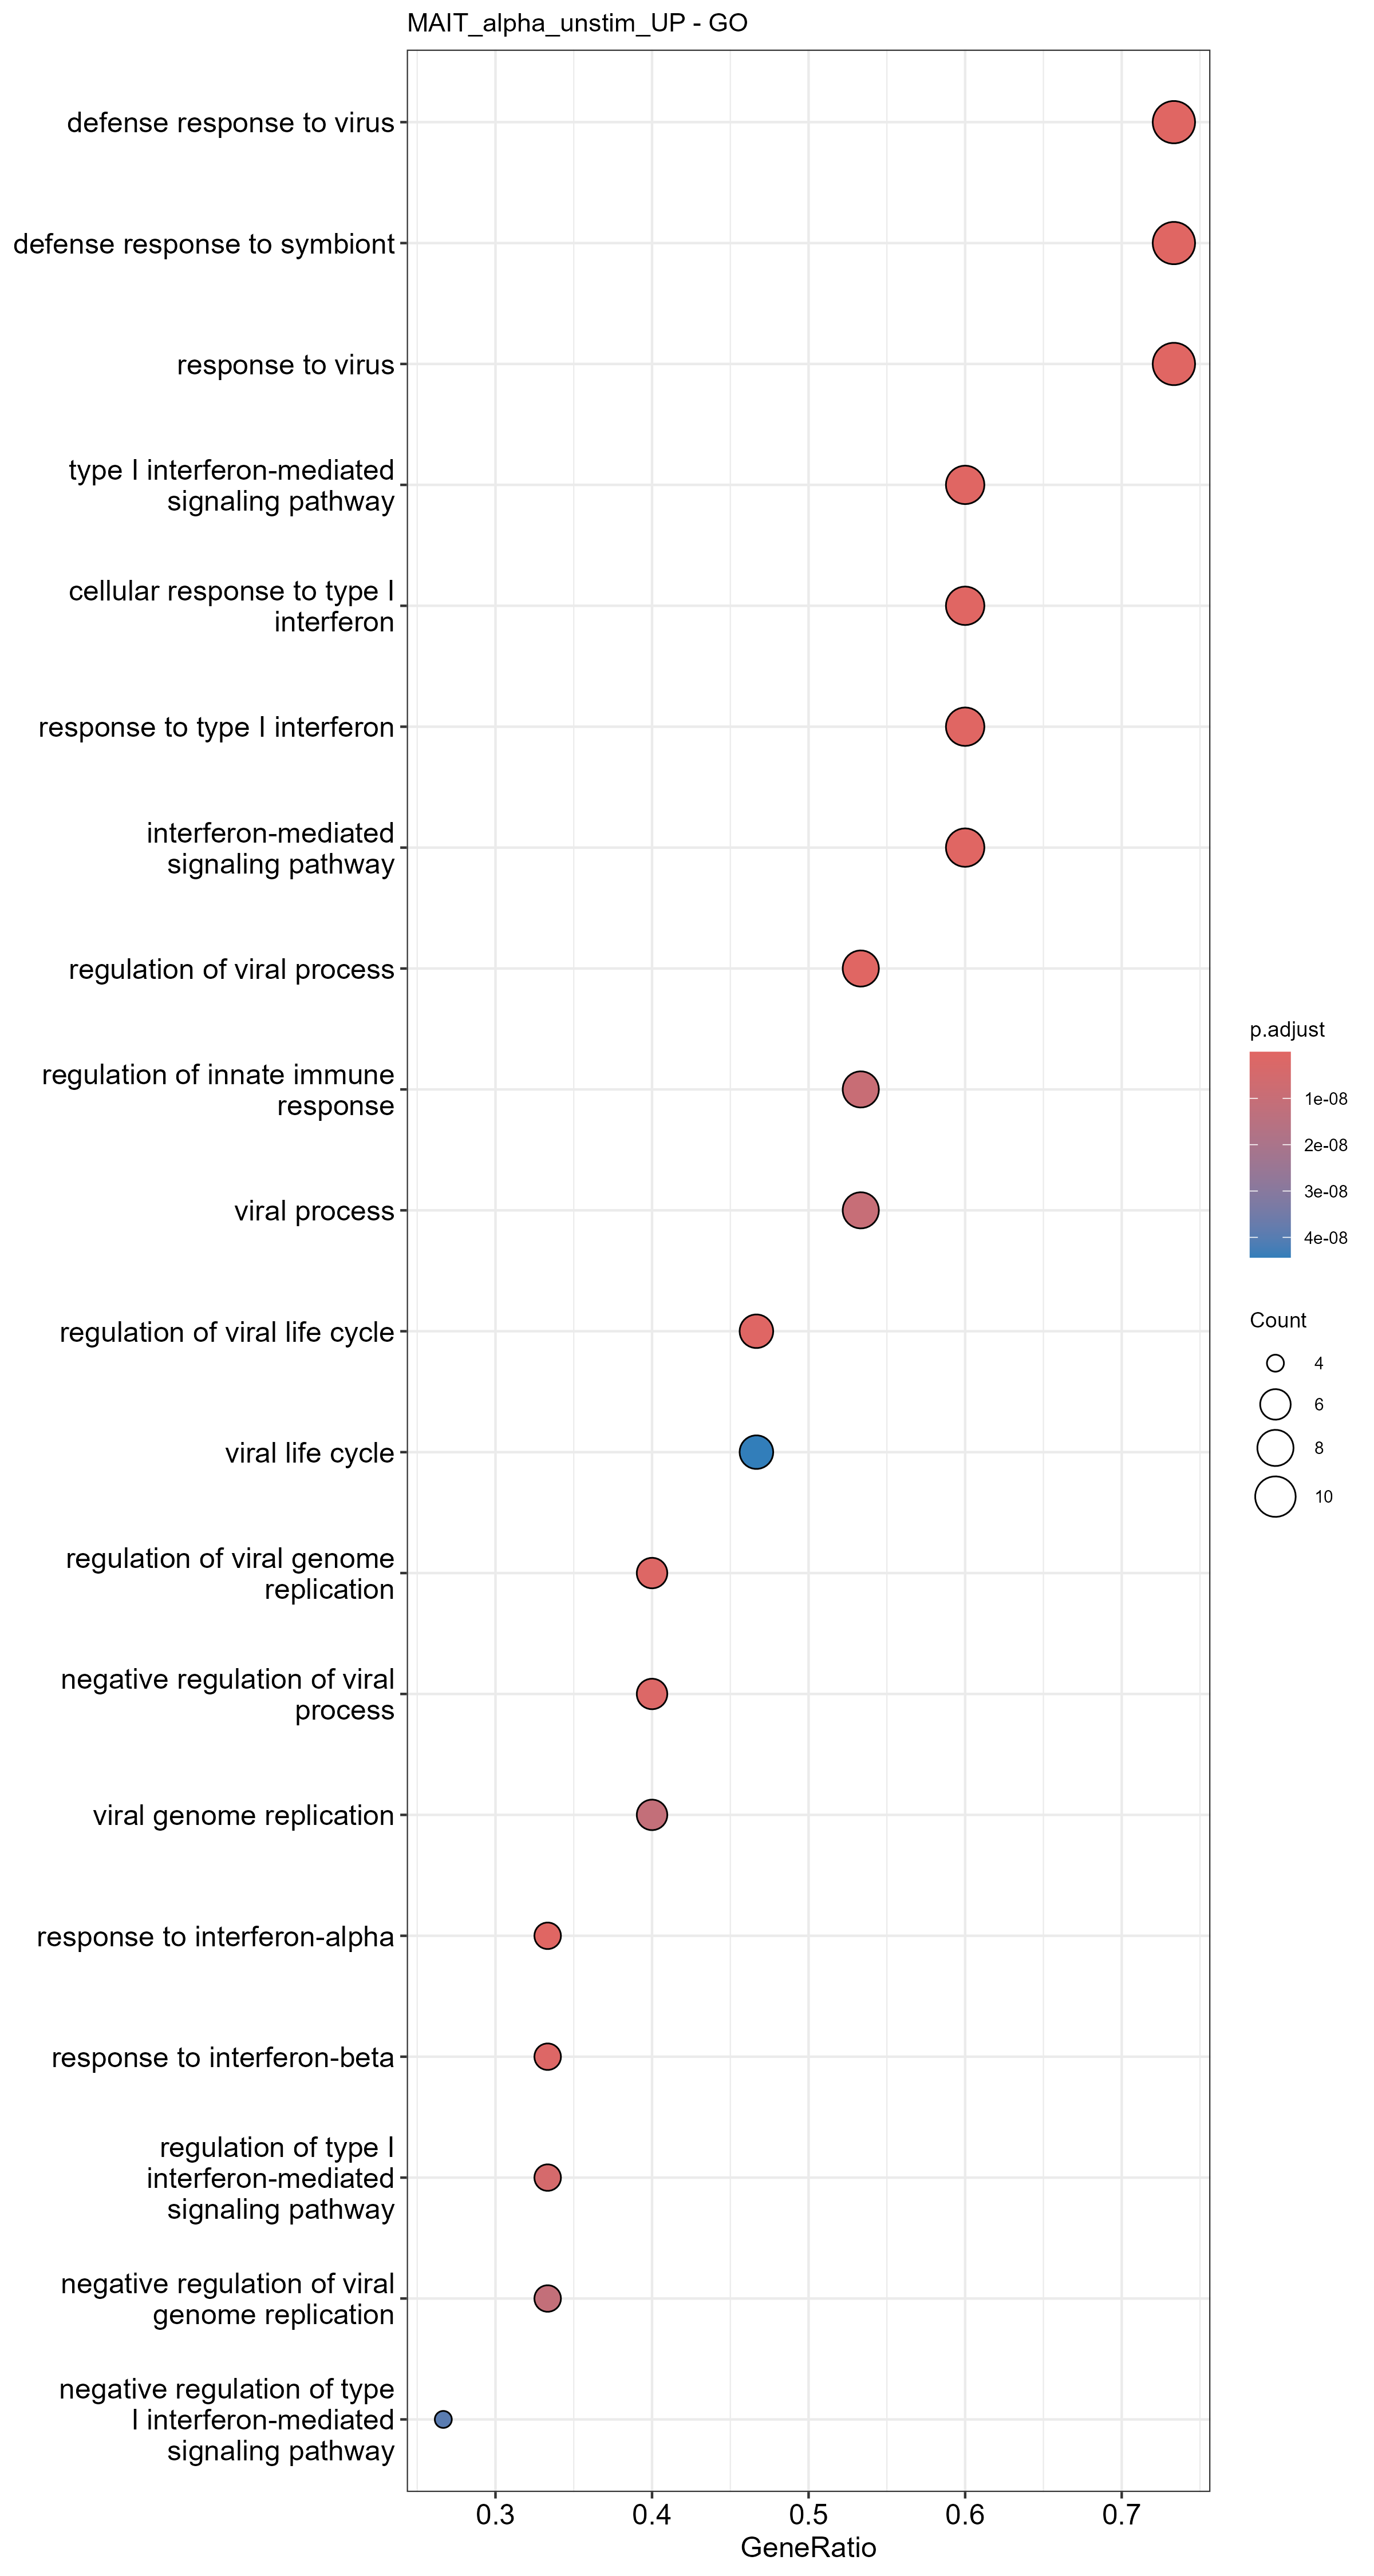 MAIT_alpha_unstim_UP - GO
defense response to virus
defense response to symbiont
response to virus
type I interferon-mediated
signaling pathway
cellular response to type I
interferon
response to type I interferon
interferon-mediated
signaling pathway
regulation of viral process
regulation of innate immune
response
viral process
regulation of viral life cycle
viral life cycle
regulation of viral genome
replication
negative regulation of viral
process
viral genome replication
response to interferon-alpha
response to interferon-beta
regulation of type I
interferon-mediated
signaling pathway
negative regulation of viral
genome replication
negative regulation of type
I interferon-mediated
signaling pathway
0.3 0.4 0.5 0.6 0.7
GeneRatio
p.adjust
1e-08
2e-08
3e-08
4e-08
Count
4
6
8
10